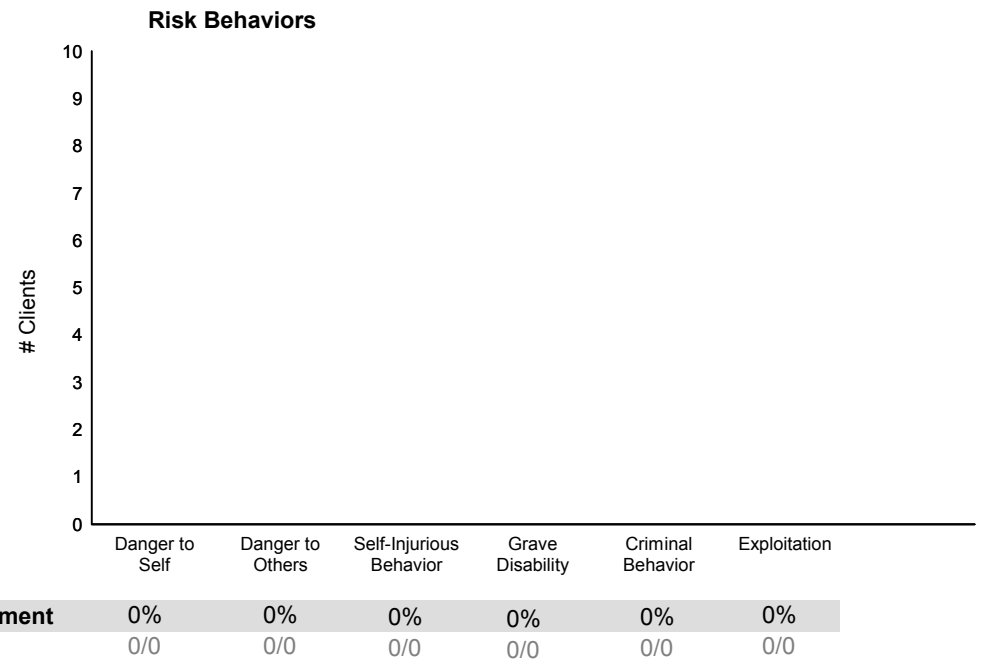 Risk Behaviors
10
9
8
7
6
5
4
3
2
1
0
# Clients
Danger to Self
Danger to Others
Self-Injurious Behavior
Grave Disability
Criminal Behavior
Exploitation
ment 0% 0% 0% 0% 0% 0%
0/0 0/0 0/0 0/0 0/0 0/0